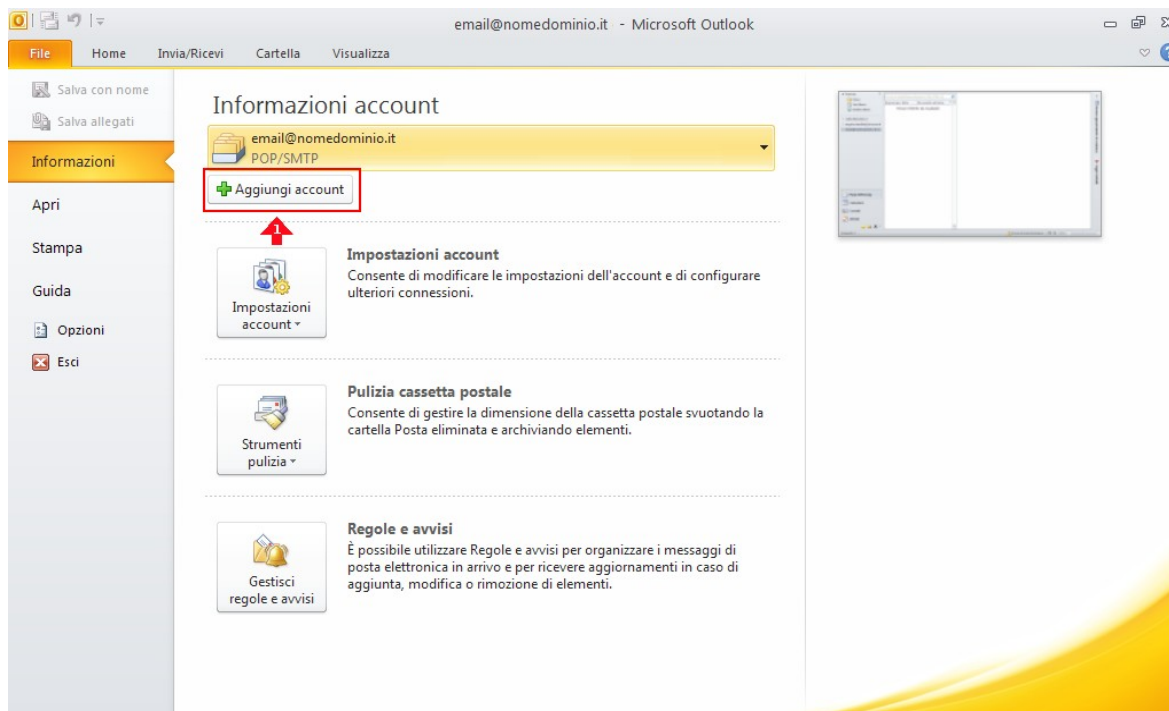 email@nomedominio.it - Microsoft Outlook
File Home Invia/Ricevi Cartella Visualizza
Salva con nome
Salva allegati
Informazioni
Apri
Stampa
Guida
Opzioni
Esci
Informazioni account
email@nomedominio.it
POP/SMTP
Aggiungi account
1
Impostazioni
account
Impostazioni account
Consente di modificare le impostazioni dell'account e di configurare
ulteriori connessioni.
Strumenti
pulizia
Pulizia cassetta postale
Consente di gestire la dimensione della cassetta postale svuotando la
cartella Posta eliminata e archiviando elementi.
Gestisci
regole e avvisi
Regole e avvisi
È possibile utilizzare Regole e avvisi per organizzare i messaggi di
posta elettronica in arrivo e per ricevere aggiornamenti in caso di
aggiunta, modifica o rimozione di elementi.